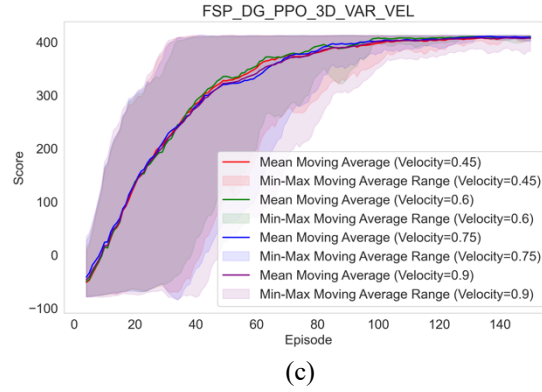 FSP_DG_PPO_3D_VAR_VEL
400
300
200
100
0
−100
Score
Mean Moving Average (Velocity=0.45)
Min-Max Moving Average Range (Velocity=0.45)
Mean Moving Average (Velocity=0.6)
Min-Max Moving Average Range (Velocity=0.6)
Mean Moving Average (Velocity=0.75)
Min-Max Moving Average Range (Velocity=0.75)
Mean Moving Average (Velocity=0.9)
Min-Max Moving Average Range (Velocity=0.9)
0 20 40 60 80 100 120 140
Episode
(c)